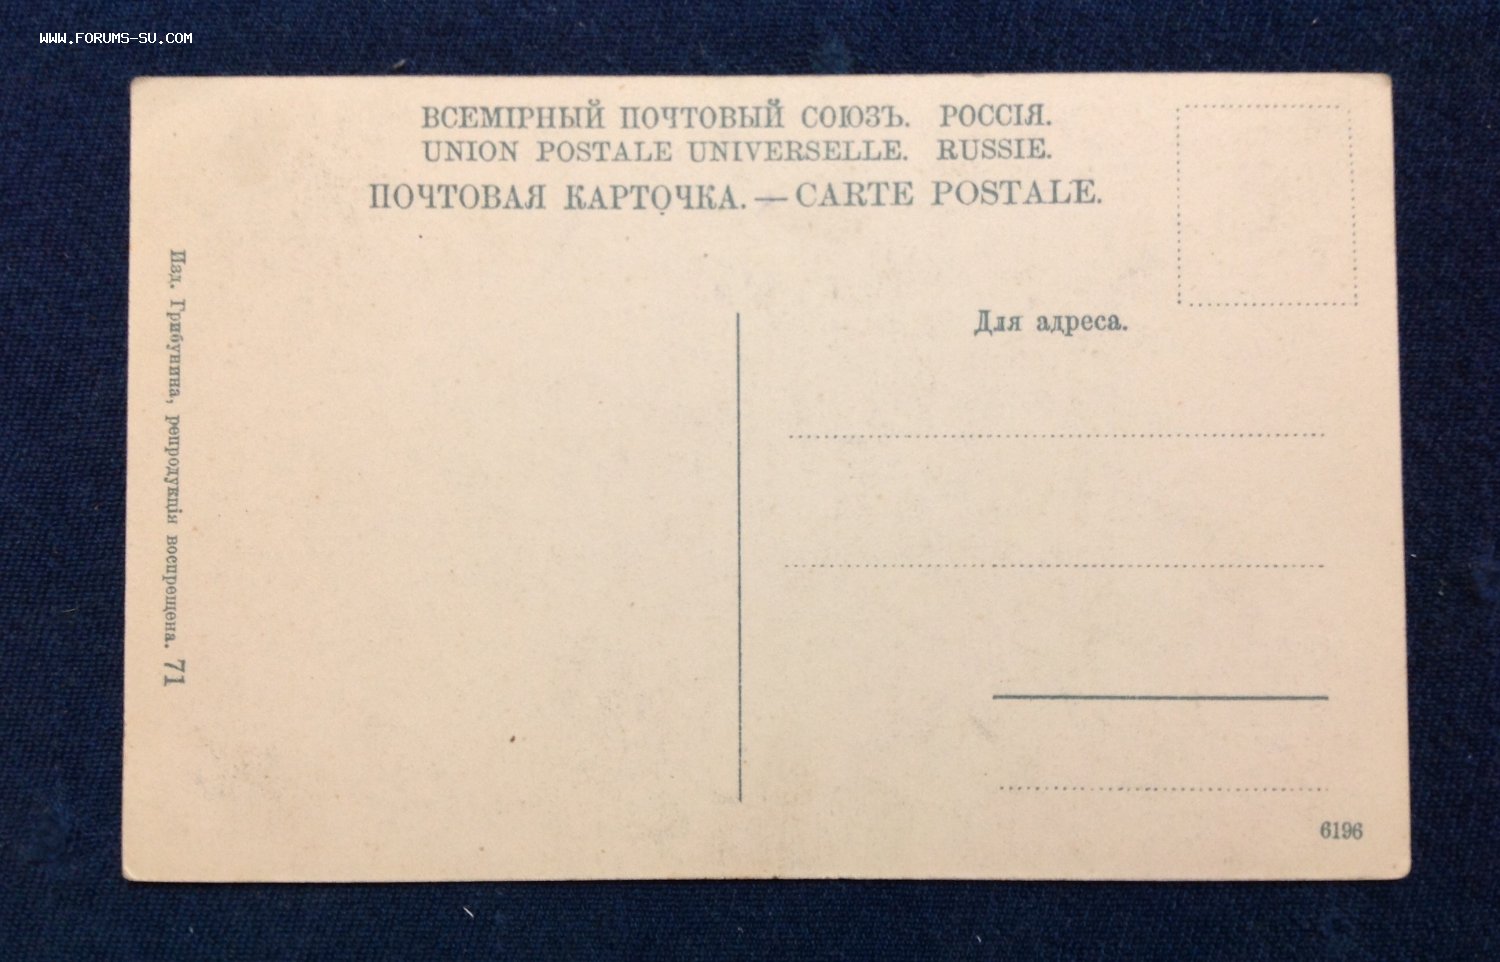 WWW.FORUMS-SU.COM
ВСЕМІРНЫЙ ПОЧТОВЫЙ СОЮЗЪ. РОССІЯ.
UNION POSTALE UNIVERSELLE. RUSSIE.
ПОЧТОВАЯ КАРТОЧКА. — CARTE POSTALE.
Для адреса.
Изд. Грибунина, репродукція воспрещена. 71
6196